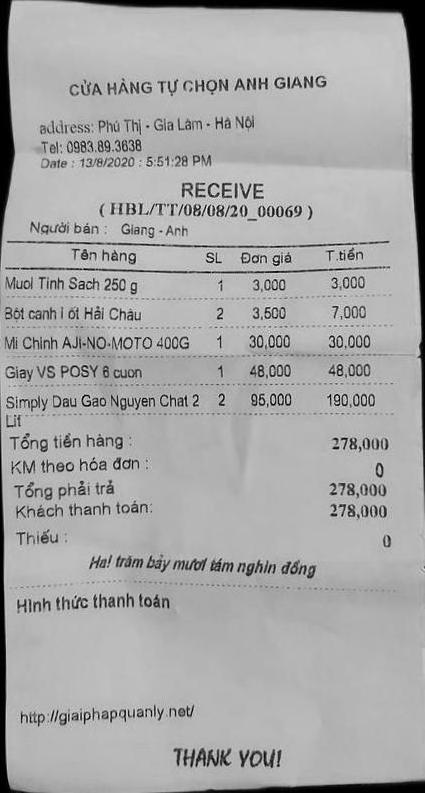 CỬA HÀNG TỰ CHỌN ANH GIANG
address: Phú Thị - Gia Lâm - Hà Nội
Tel: 0983.89.3638
Date : 13/8/2020 : 5:51:28 PM
RECEIVE
( HBL/TT/08/08/20_00069 )
Người bán : Giang - Anh
Tên hàng SL Đơn giá T.tiền
Muoi Tinh Sach 250 g 1 3,000 3,000
Bột canh i ốt Hải Châu 2 3,500 7,000
Mi Chinh AJI-NO-MOTO 400G 1 30,000 30,000
Giay VS POSY 6 cuon 1 48,000 48,000
Simply Dau Gao Nguyen Chat 2 2 95,000 190,000
Lit
Tổng tiền hàng : 278,000
KM theo hóa đơn : 0
Tổng phải trả 278,000
Khách thanh toán: 278,000
Thiếu : 0
Hai trăm bảy mươi tám nghìn đồng
Hình thức thanh toán
http://giaiphapquanly.net/
THANK YOU!